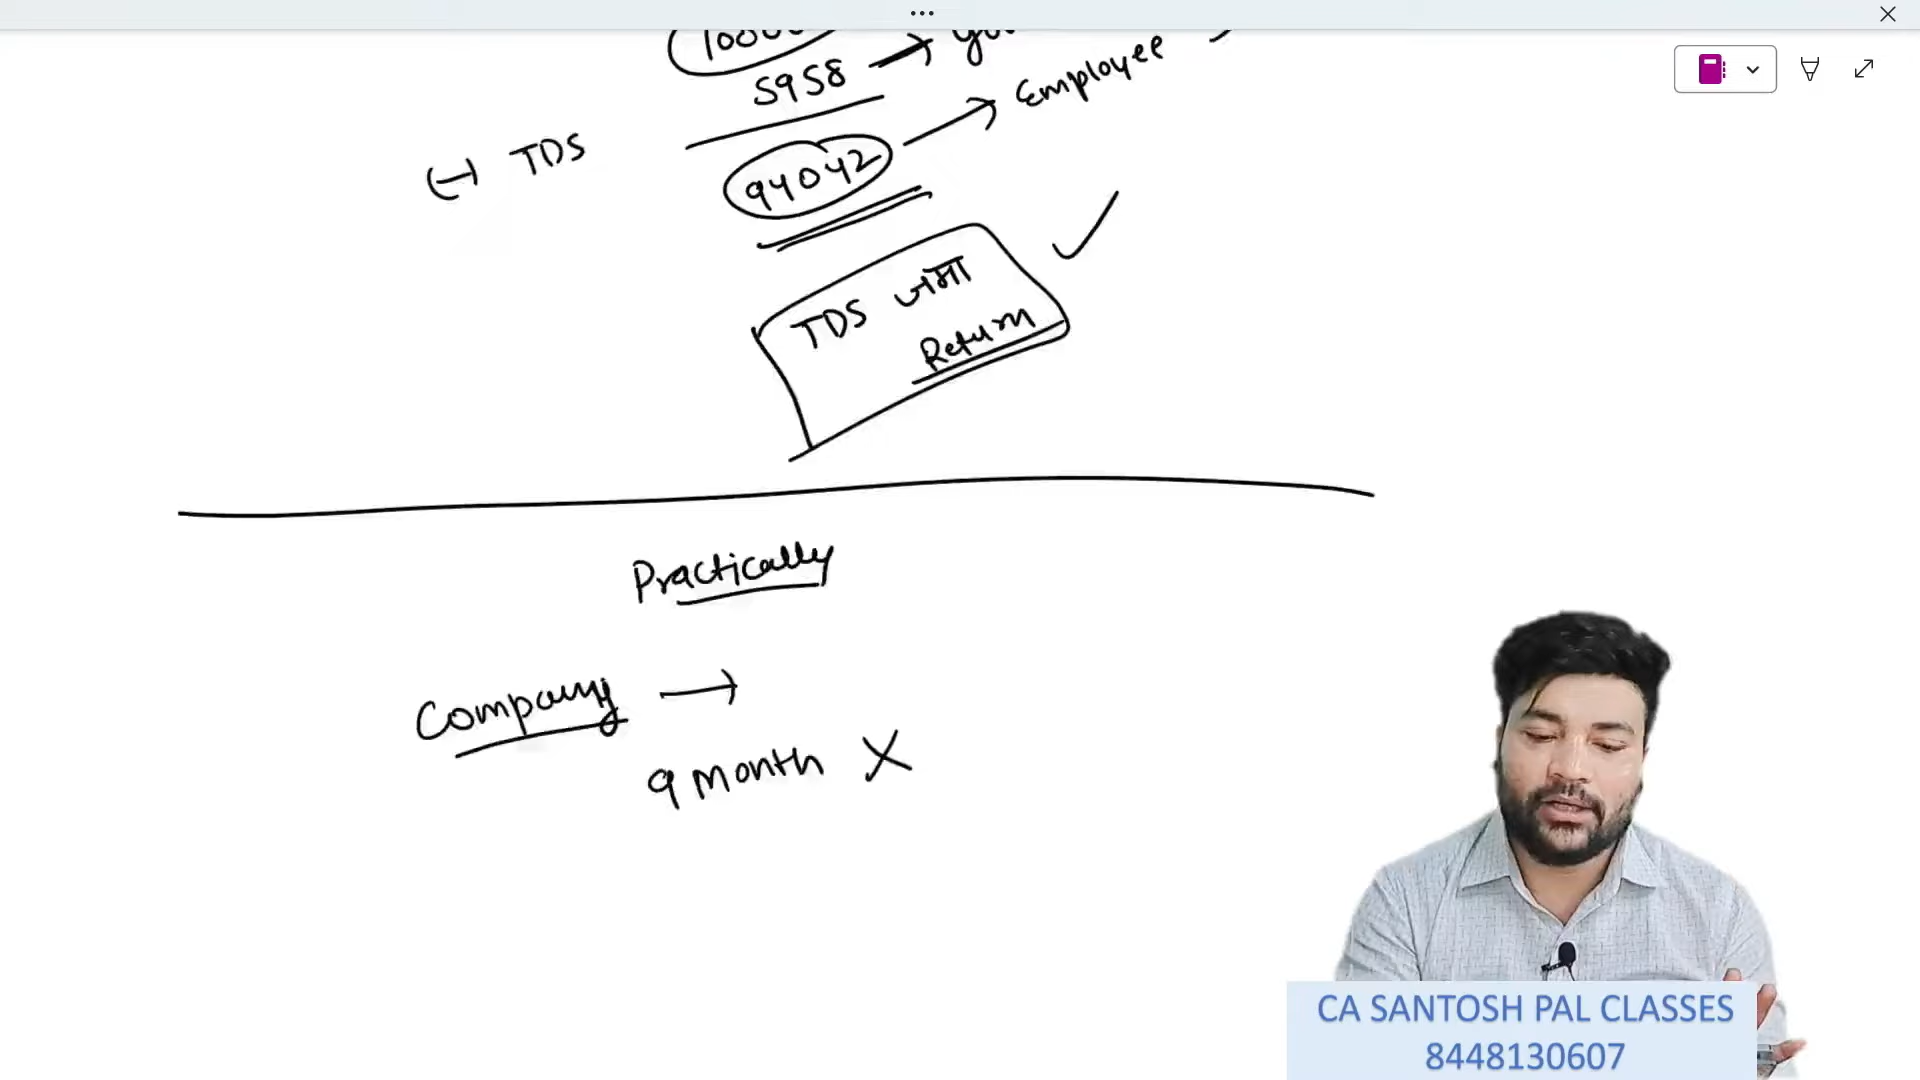 5958
Employee
(-) TDS
94042
TDS जमा
Return
Practically
Company →
9 month X
CA SANTOSH PAL CLASSES
8448130607